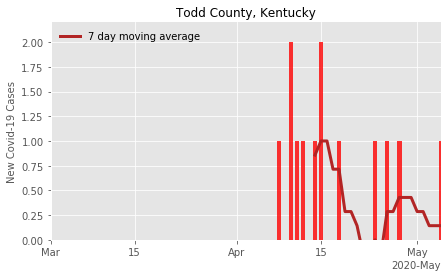 Todd County, Kentucky
7 day moving average
New Covid-19 Cases
2.00
1.75
1.50
1.25
1.00
0.75
0.50
0.25
0.00
Mar 15 Apr 15 May
2020-May